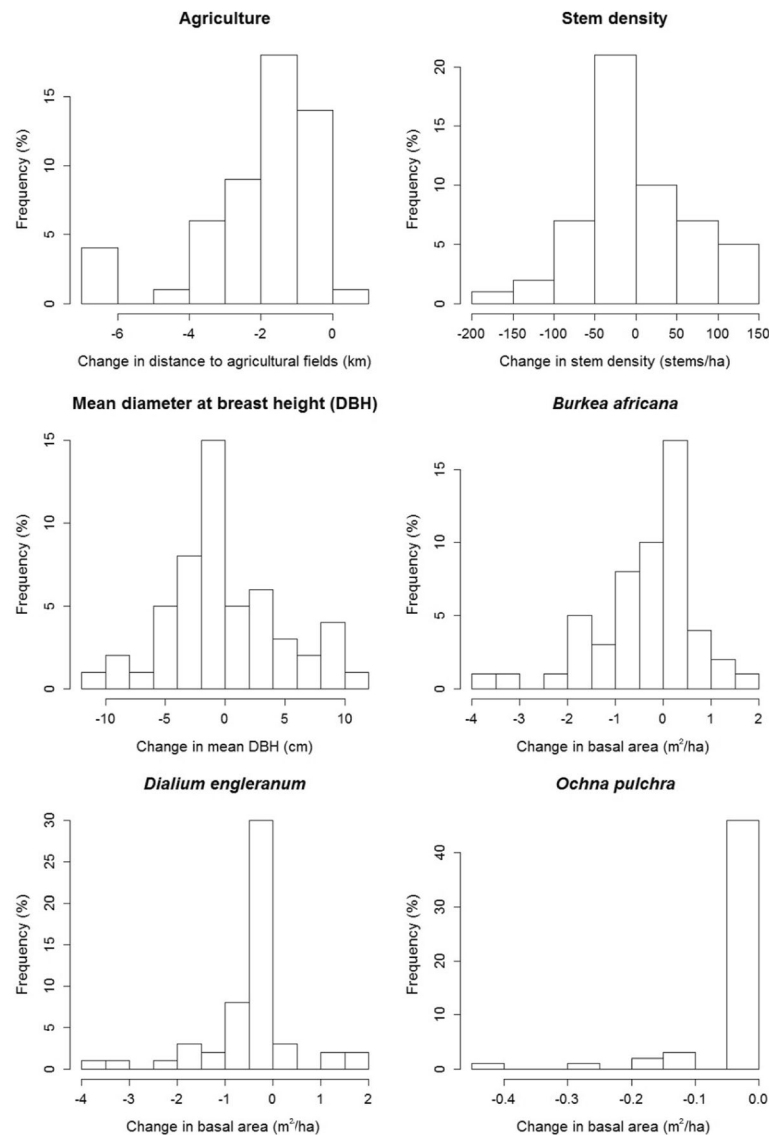 Agriculture
Frequency (%)
15
10
5
0
-6 -4 -2 0
Change in distance to agricultural fields (km)
Stem density
Frequency (%)
20
15
10
5
0
-200 -150 -100 -50 0 50 100 150
Change in stem density (stems/ha)
Mean diameter at breast height (DBH)
Frequency (%)
15
10
5
0
-10 -5 0 5 10
Change in mean DBH (cm)
Burkea africana
Frequency (%)
15
10
5
0
-4 -3 -2 -1 0 1 2
Change in basal area (m²/ha)
Dialium engleranum
Frequency (%)
30
20
10
5
0
-4 -3 -2 -1 0 1 2
Change in basal area (m²/ha)
Ochna pulchra
Frequency (%)
40
30
20
10
0
-0.4 -0.3 -0.2 -0.1 0.0
Change in basal area (m²/ha)